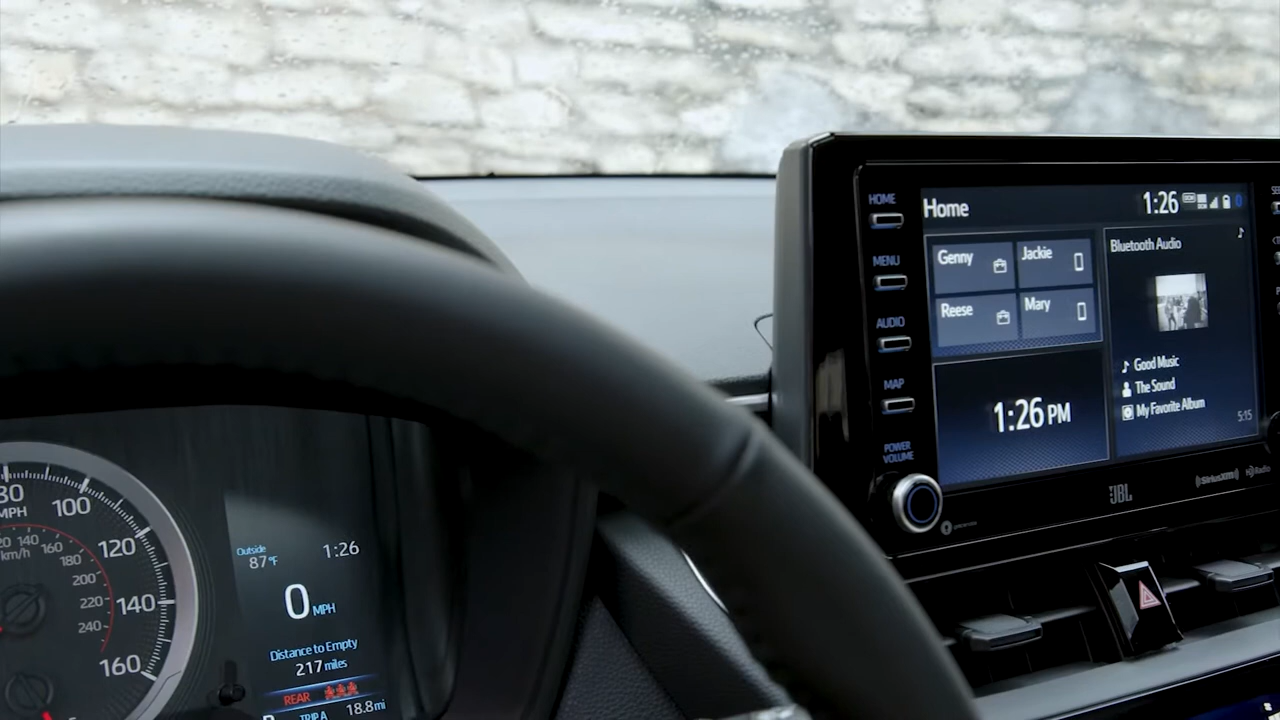 HOME
MENU
AUDIO
MAP
POWER
VOLUME
Home
1:26
Genny
Jackie
Reese
Mary
1:26 PM
Bluetooth Audio
Good Music
The Sound
My Favorite Album
5:15
JBL
SiriusXM
HD Radio
80
MPH
100
120
140
160
km/h
140
160
180
200
220
240
Outside
87°F
1:26
0 MPH
Distance to Empty
217 miles
REAR
TRIP A
18.8 mi